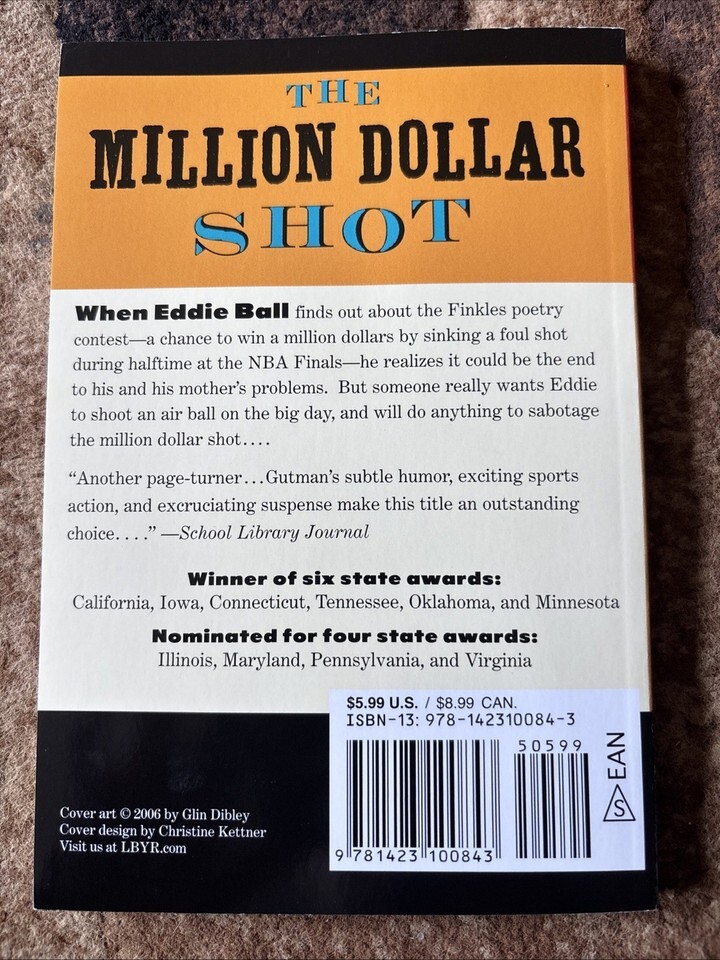 THE
MILLION DOLLAR
SHOT
When Eddie Ball finds out about the Finkles poetry
contest—a chance to win a million dollars by sinking a foul shot
during halftime at the NBA Finals—he realizes it could be the end
to his and his mother's problems. But someone really wants Eddie
to shoot an air ball on the big day, and will do anything to sabotage
the million dollar shot....
"Another page-turner...Gutman's subtle humor, exciting sports
action, and excruciating suspense make this title an outstanding
choice...." —School Library Journal
Winner of six state awards:
California, Iowa, Connecticut, Tennessee, Oklahoma, and Minnesota
Nominated for four state awards:
Illinois, Maryland, Pennsylvania, and Virginia
$5.99 U.S. / $8.99 CAN.
ISBN-13: 978-142310084-3
50599
9 781423 100843
S EAN
Cover art © 2006 by Glin Dibley
Cover design by Christine Kettner
Visit us at LBYR.com